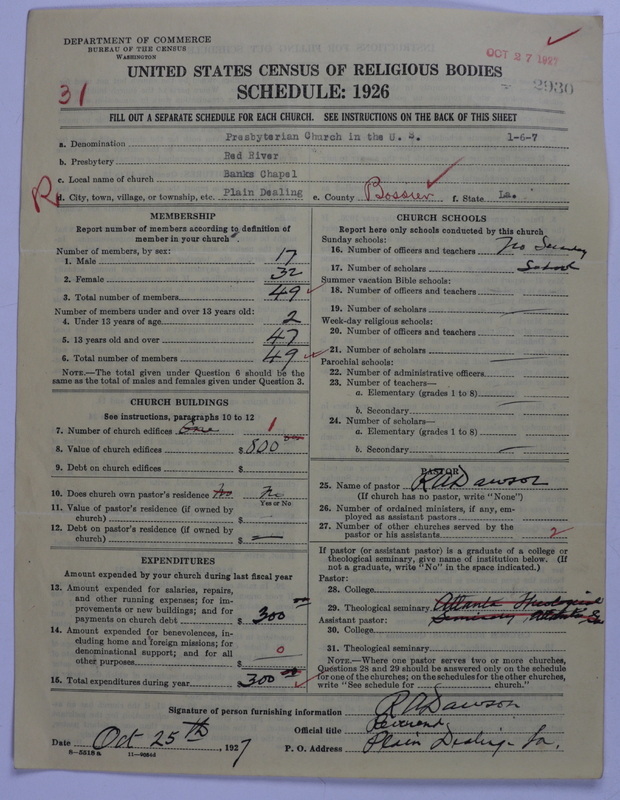 DEPARTMENT OF COMMERCE
BUREAU OF THE CENSUS
WASHINGTON
OCT 27 1927
UNITED STATES CENSUS OF RELIGIOUS BODIES
SCHEDULE: 1926
31
2930
FILL OUT A SEPARATE SCHEDULE FOR EACH CHURCH. SEE INSTRUCTIONS ON THE BACK OF THIS SHEET
a. Denomination Presbyterian Church in the U. S. 1-6-7
b. Presbytery Red River
c. Local name of church Banks Chapel
R
d. City, town, village, or township, etc. Plain Dealing e. County Bossier f. State La.
MEMBERSHIP
Report number of members according to definition of
member in your church.
Number of members, by sex:
1. Male 17
2. Female 32
3. Total number of members 49
Number of members under and over 13 years old:
4. Under 13 years of age 2
5. 13 years old and over 47
6. Total number of members 49
NOTE.—The total given under Question 6 should be the
same as the total of males and females given under Question 3.
CHURCH BUILDINGS
See instructions, paragraphs 10 to 12
7. Number of church edifices One 1
8. Value of church edifices $ 800
9. Debt on church edifices $
10. Does church own pastor's residence No No
Yes or No
11. Value of pastor's residence (if owned by
church) $
12. Debt on pastor's residence (if owned by
church) $
EXPENDITURES
Amount expended by your church during last fiscal year
13. Amount expended for salaries, repairs,
and other running expenses; for im-
provements or new buildings; and for
payments on church debt $ 300 00
14. Amount expended for benevolences, in-
cluding home and foreign missions; for
denominational support; and for all
other purposes 0
15. Total expenditures during year $ 300 00
CHURCH SCHOOLS
Report here only schools conducted by this church
Sunday schools:
16. Number of officers and teachers No Sunday
17. Number of scholars School
Summer vacation Bible schools:
18. Number of officers and teachers
19. Number of scholars
Week-day religious schools:
20. Number of officers and teachers
21. Number of scholars
Parochial schools:
22. Number of administrative officers
23. Number of teachers—
a. Elementary (grades 1 to 8)
b. Secondary
24. Number of scholars—
a. Elementary (grades 1 to 8)
b. Secondary
PASTOR
25. Name of pastor R A Dawson
(If church has no pastor, write "None")
26. Number of ordained ministers, if any, em-
ployed as assistant pastors
27. Number of other churches served by the
pastor or his assistants 2
If pastor (or assistant pastor) is a graduate of a college or
theological seminary, give name of institution below. (If
not a graduate, write "No" in the space indicated.)
Pastor:
28. College
29. Theological seminary Atlanta Theological
Assistant pastor: Seminary Atlanta Ga
30. College
31. Theological seminary
NOTE.—Where one pastor serves two or more churches,
Questions 28 and 29 should be answered only on the schedule
for one of the churches; on the schedules for the other churches,
write "See schedule for church."
Signature of person furnishing information R A Dawson
Official title Reverend
Date Oct 25th, 1927 P. O. Address Plain Dealing La.
8-5518a 11-